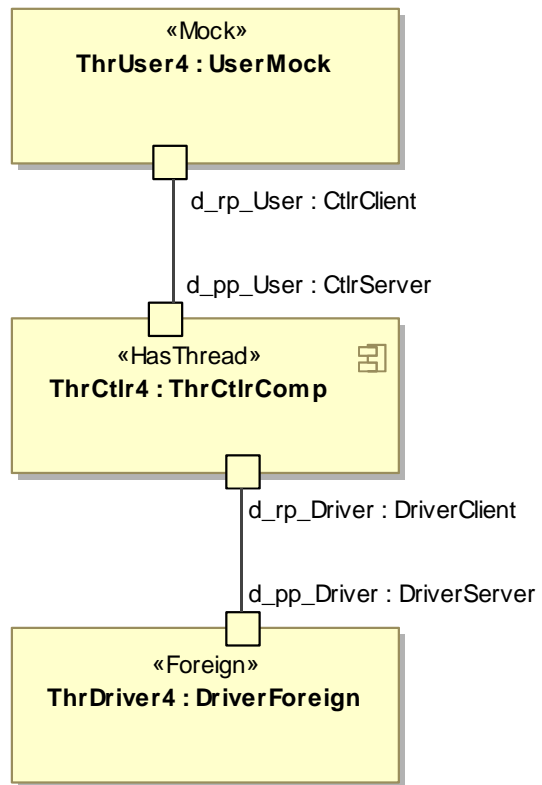 «Mock»
ThrUser4 : UserMock
d_rp_User : CtlrClient
d_pp_User : CtlrServer
«HasThread»
ThrCtlr4 : ThrCtlrComp
d_rp_Driver : DriverClient
d_pp_Driver : DriverServer
«Foreign»
ThrDriver4 : DriverForeign